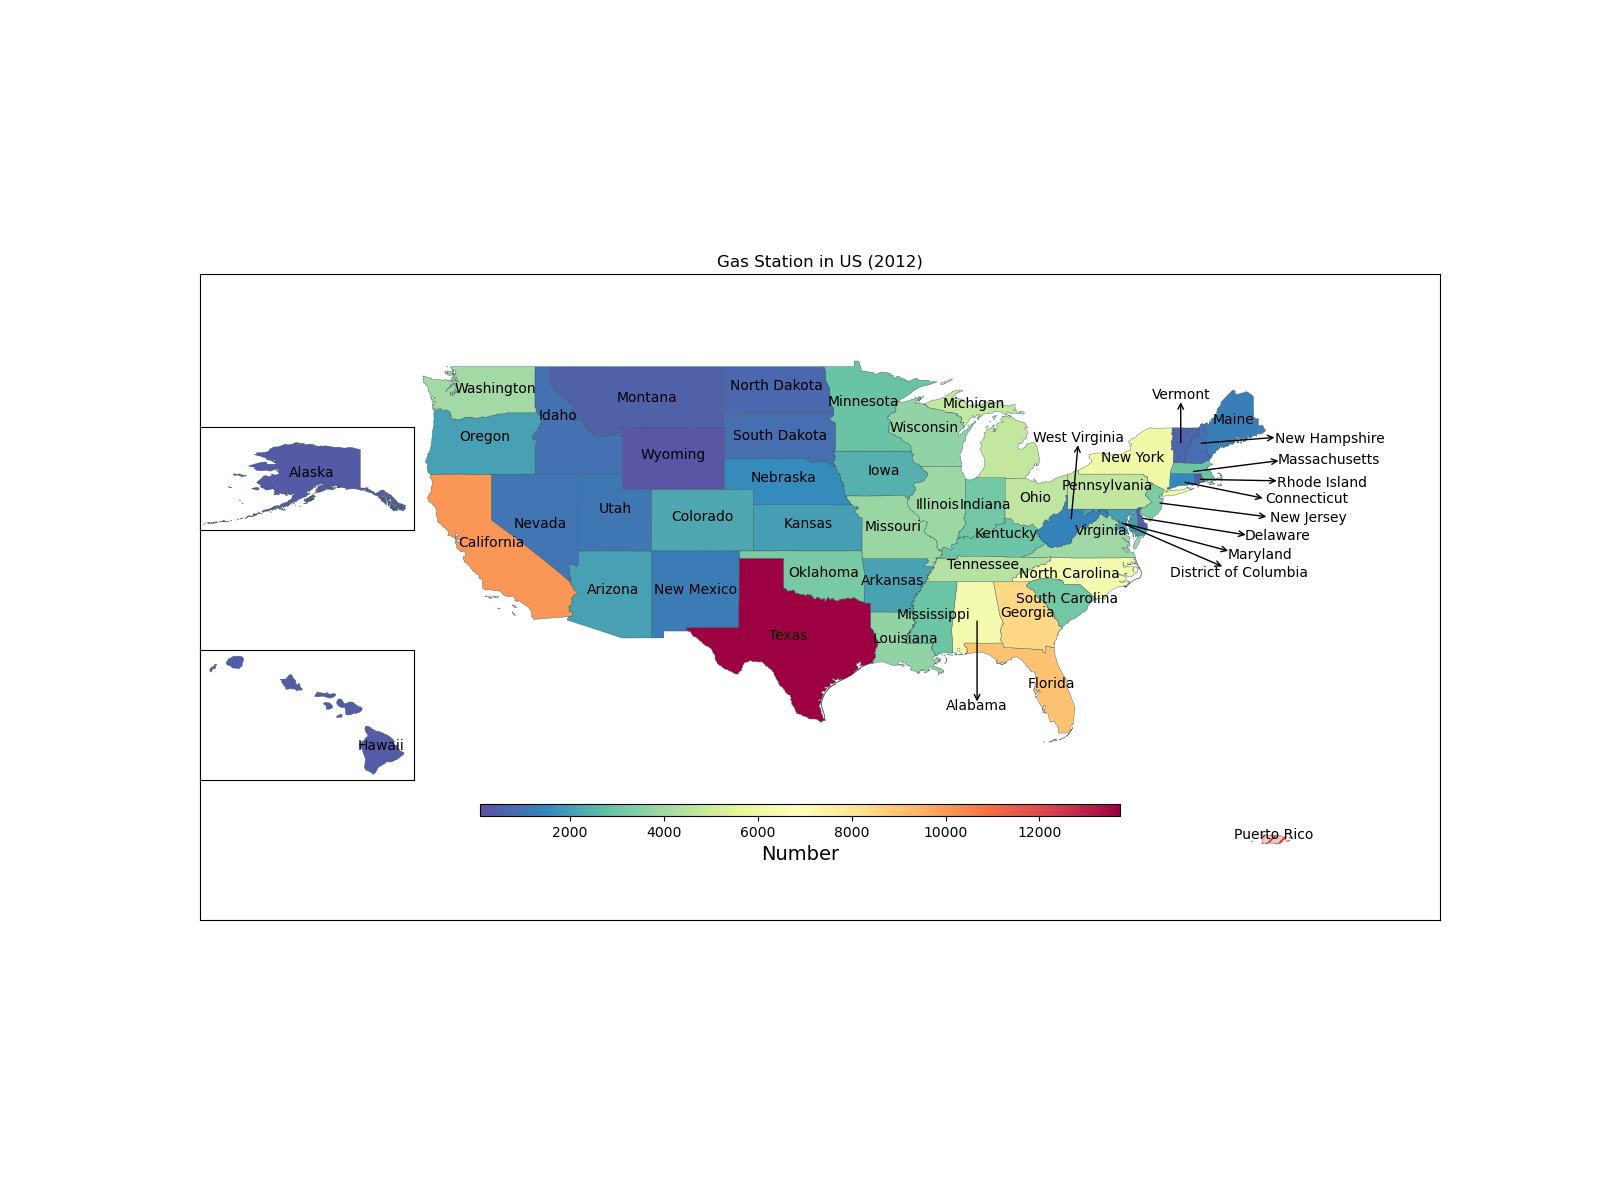 Gas Station in US (2012)
Washington
Montana
North Dakota
Minnesota
Michigan
Vermont
Maine
Idaho
Oregon
South Dakota
Wisconsin
West Virginia
New Hampshire
Wyoming
New York
Massachusetts
Alaska
Iowa
Nebraska
Pennsylvania
Rhode Island
Ohio
Connecticut
Utah
Colorado
Illinois
Indiana
New Jersey
Nevada
Kansas
Missouri
Kentucky
Virginia
Delaware
California
Maryland
Tennessee
Oklahoma
North Carolina
District of Columbia
Arizona
New Mexico
Arkansas
South Carolina
Georgia
Mississippi
Texas
Louisiana
Florida
Alabama
Hawaii
2000 4000 6000 8000 10000 12000
Number
Puerto Rico